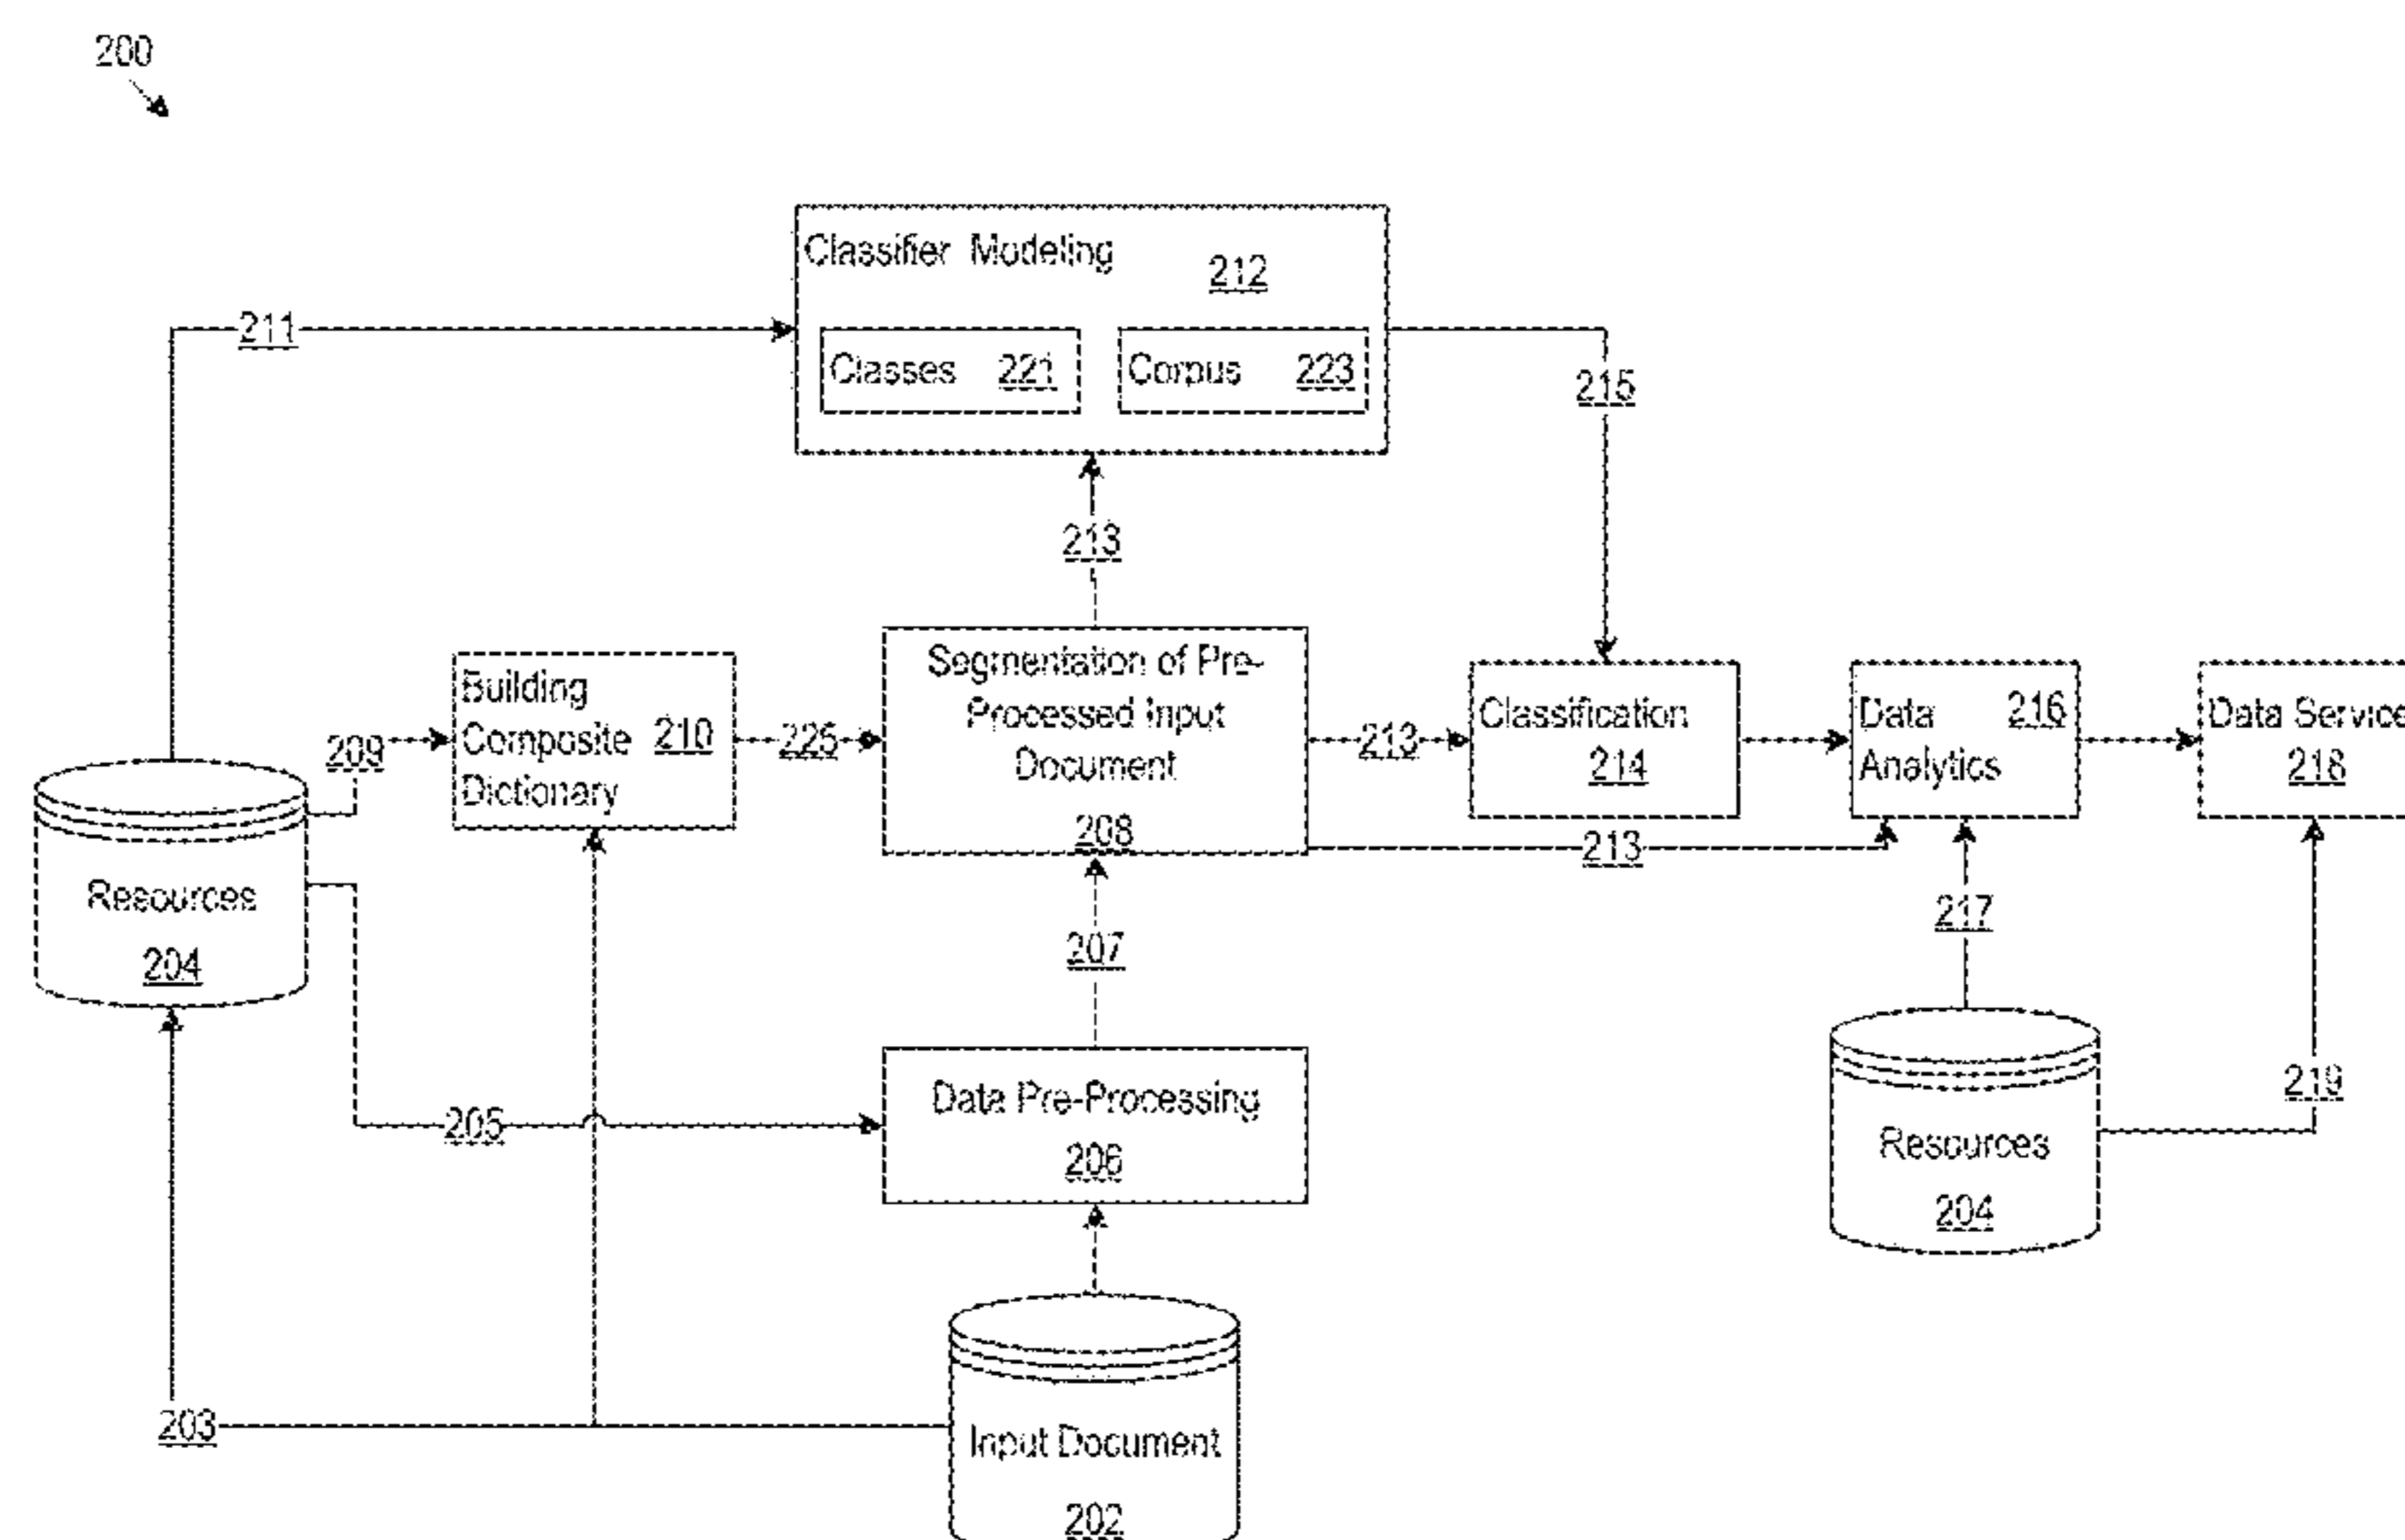 200
Classifier Modeling
212
211
Classes 221
Corpus 223
215
213
Building
Composite 210
Dictionary
225
Segmentation of Pre-
Processed Input
Document
208
213
Classification
214
Data 216
Analytics
Data Service
218
209
213
Resources
204
207
217
205
Data Pre-Processing
206
Resources
204
219
203
Input Document
202